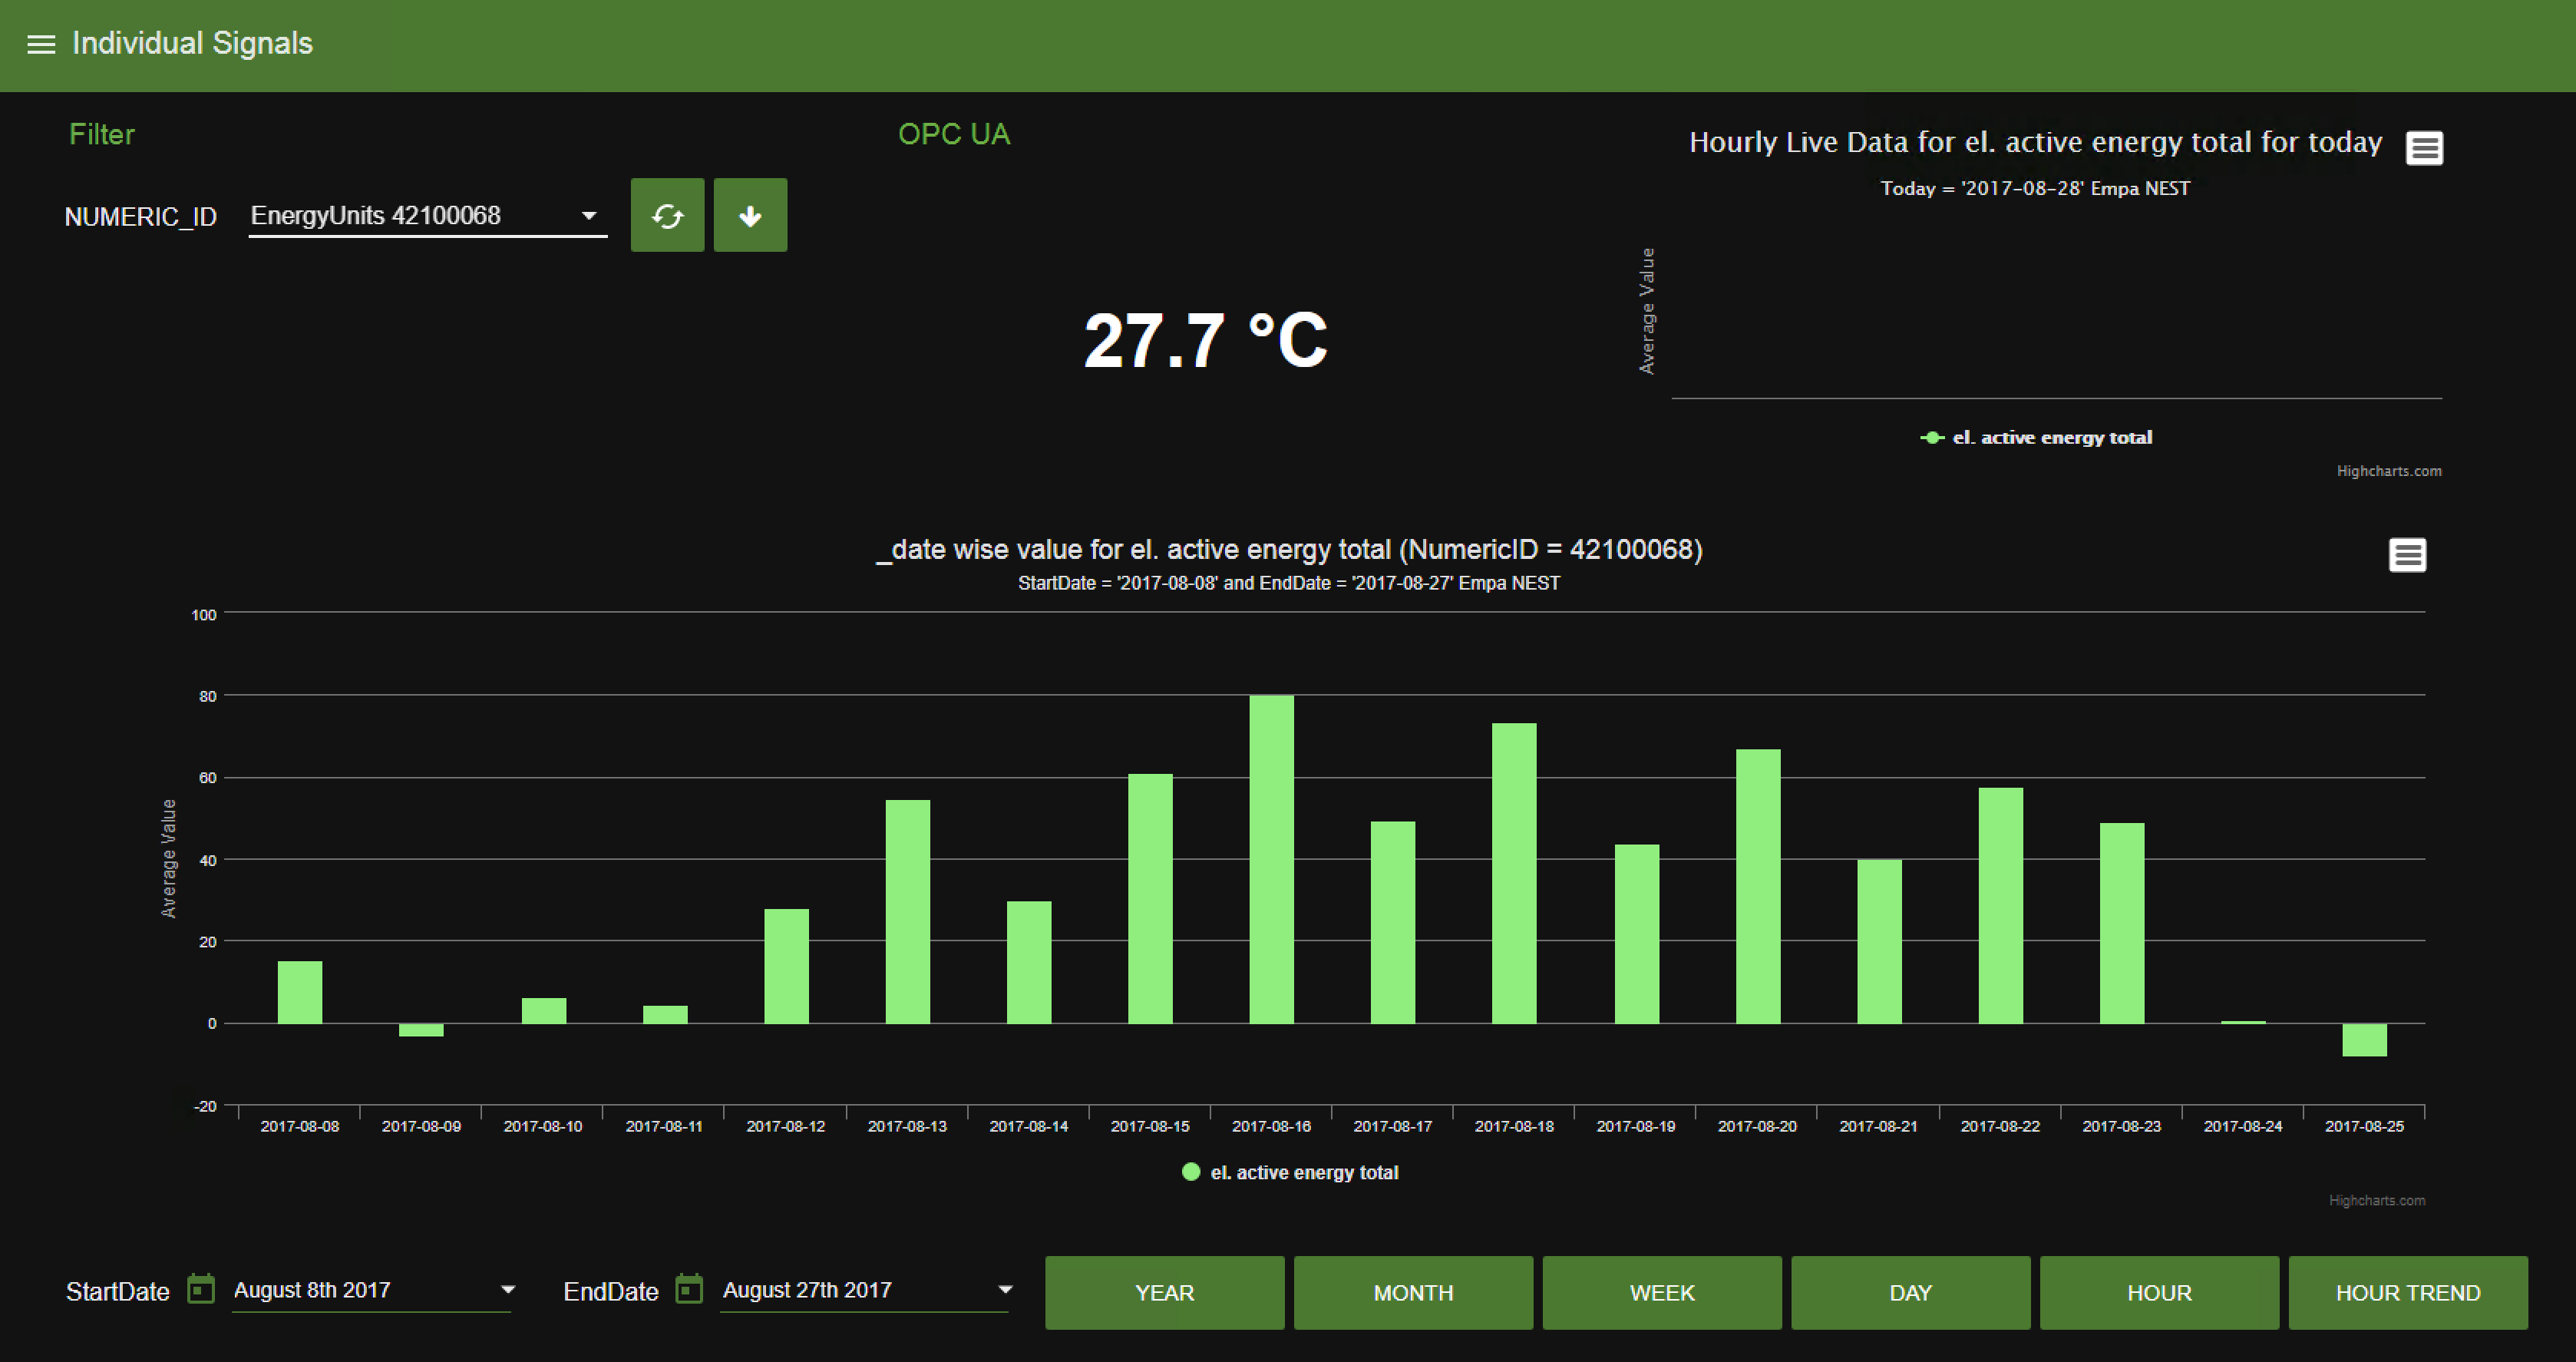 Individual Signals
Filter
NUMERIC_ID EnergyUnits 42100068
OPC UA
27.7 °C
Hourly Live Data for el. active energy total for today
Today = '2017-08-28' Empa NEST
Average Value
el. active energy total
Highcharts.com
_date wise value for el. active energy total (NumericID = 42100068)
StartDate = '2017-08-08' and EndDate = '2017-08-27' Empa NEST
Average Value
100
80
60
40
20
0
-20
2017-08-08 2017-08-09 2017-08-10 2017-08-11 2017-08-12 2017-08-13 2017-08-14 2017-08-15 2017-08-16 2017-08-17 2017-08-18 2017-08-19 2017-08-20 2017-08-21 2017-08-22 2017-08-23 2017-08-24 2017-08-25
el. active energy total
Highcharts.com
StartDate August 8th 2017 EndDate August 27th 2017 YEAR MONTH WEEK DAY HOUR HOUR TREND